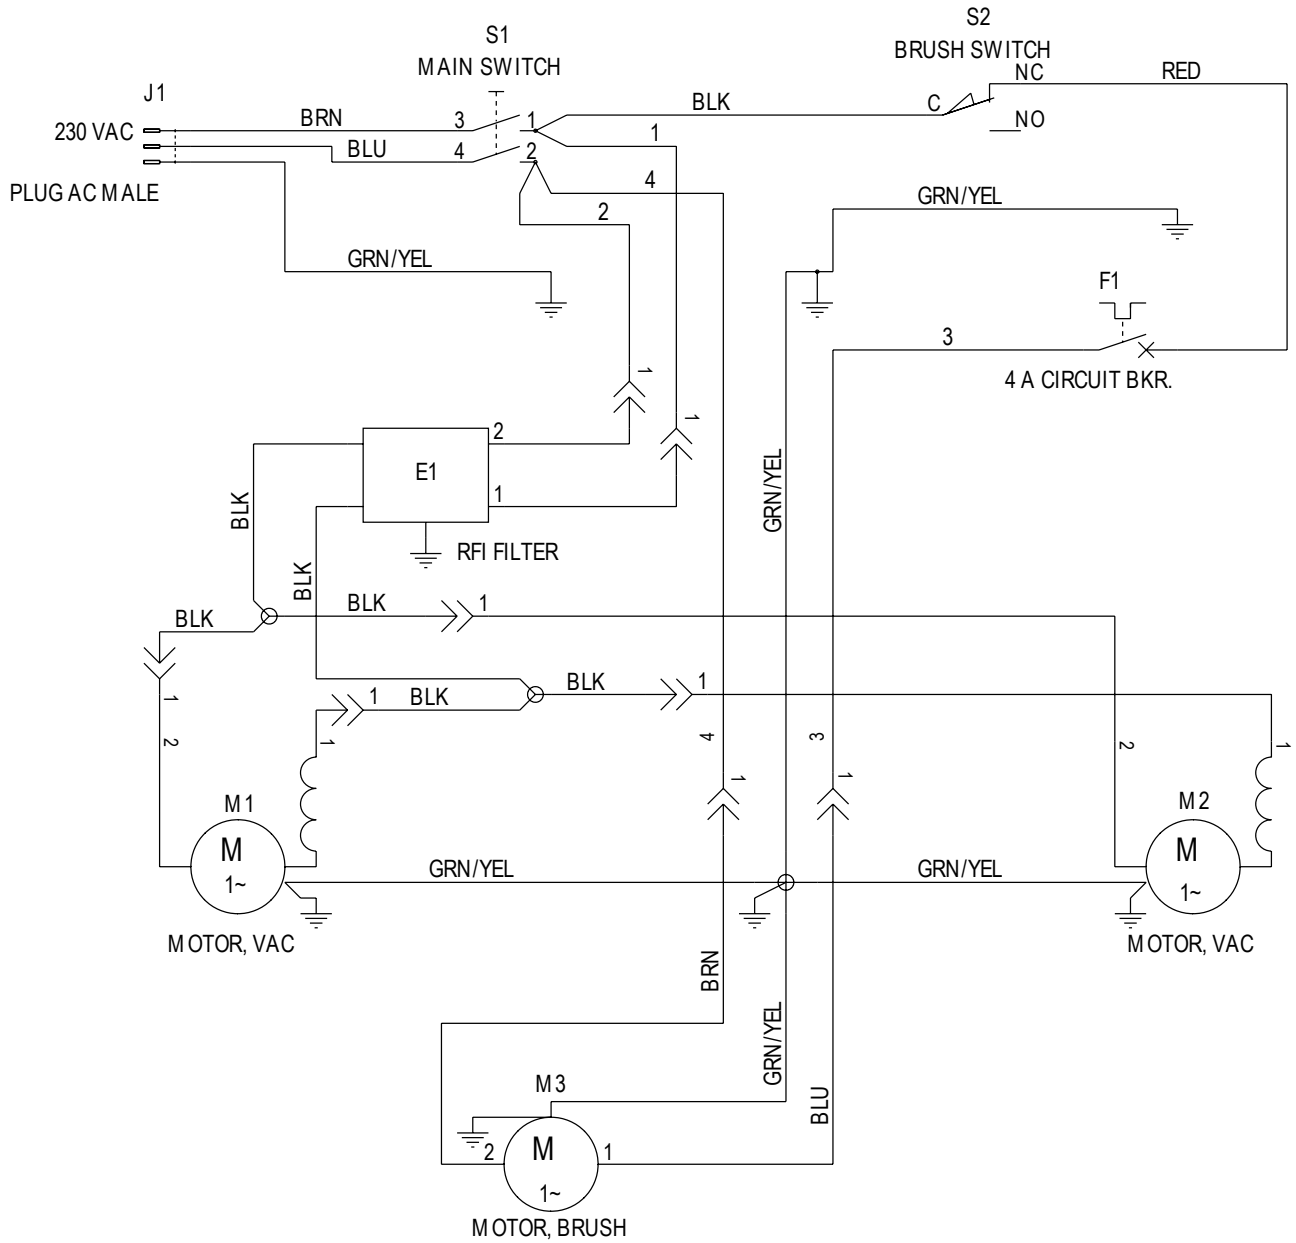 S2
BRUSH SWITCH
S1
MAIN SWITCH
NC
RED
J1
BLK
C
NO
230 VAC
BRN
3
1
1
BLU
4
2
4
PLUG AC MALE
2
GRN/YEL
GRN/YEL
F1
3
4 A CIRCUIT BKR.
1
1
2
E1
GRN/YEL
BLK
1
RFI FILTER
BLK
BLK
1
BLK
BLK
1
1
BLK
1
2
1
4
3
2
1
1
1
M1
M2
M
1~
GRN/YEL
GRN/YEL
M
1~
MOTOR, VAC
MOTOR, VAC
BRN
GRN/YEL
M3
BLU
2
M
1
1~
MOTOR, BRUSH